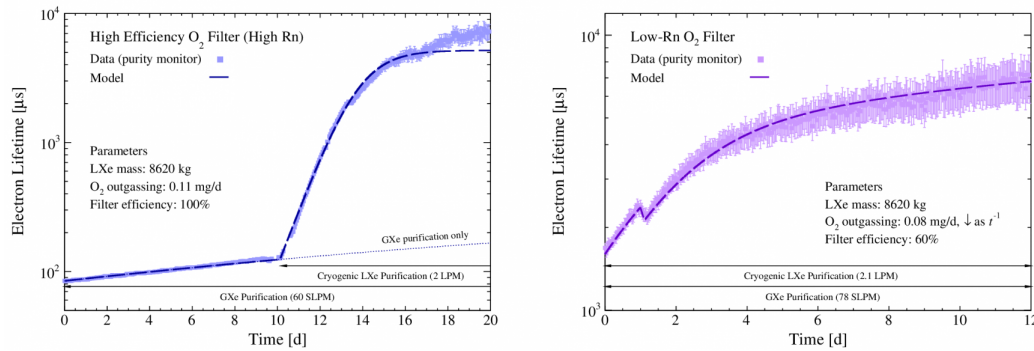 High Efficiency O₂ Filter (High Rn)
Data (purity monitor)
Model
Parameters
LXe mass: 8620 kg
O₂ outgassing: 0.11 mg/d
Filter efficiency: 100%
GXe purification only
Cryogenic LXe Purification (2 LPM)
GXe Purification (60 SLPM)
Electron Lifetime [μs]
10⁴
10³
10²
0 2 4 6 8 10 12 14 16 18 20
Time [d]
Low-Rn O₂ Filter
Data (purity monitor)
Model
Parameters
LXe mass: 8620 kg
O₂ outgassing: 0.08 mg/d, ↓ as t⁻¹
Filter efficiency: 60%
Cryogenic LXe Purification (2.1 LPM)
GXe Purification (78 SLPM)
Electron Lifetime [μs]
10⁴
10³
0 2 4 6 8 10 12
Time [d]